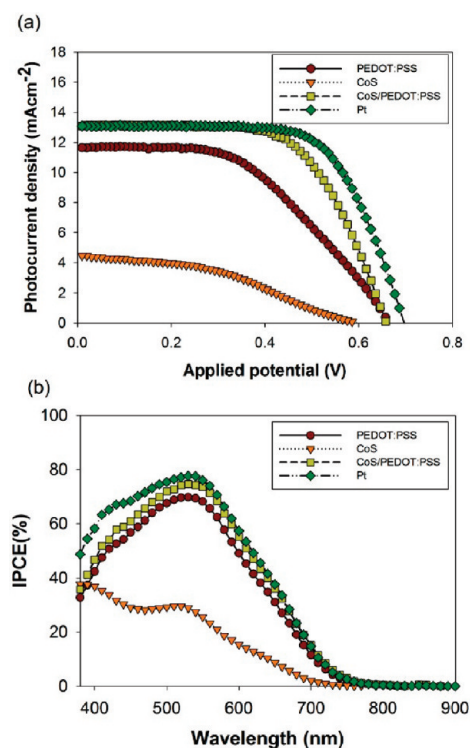 (a)
18
16
14
12
10
8
6
4
2
0
Photocurrent density (mAcm-2)
PEDOT:PSS
CoS
CoS/PEDOT:PSS
Pt
0.0 0.2 0.4 0.6 0.8
Applied potential (V)
(b)
100
80
60
40
20
0
IPCE(%)
PEDOT:PSS
CoS
CoS/PEDOT:PSS
Pt
400 500 600 700 800 900
Wavelength (nm)